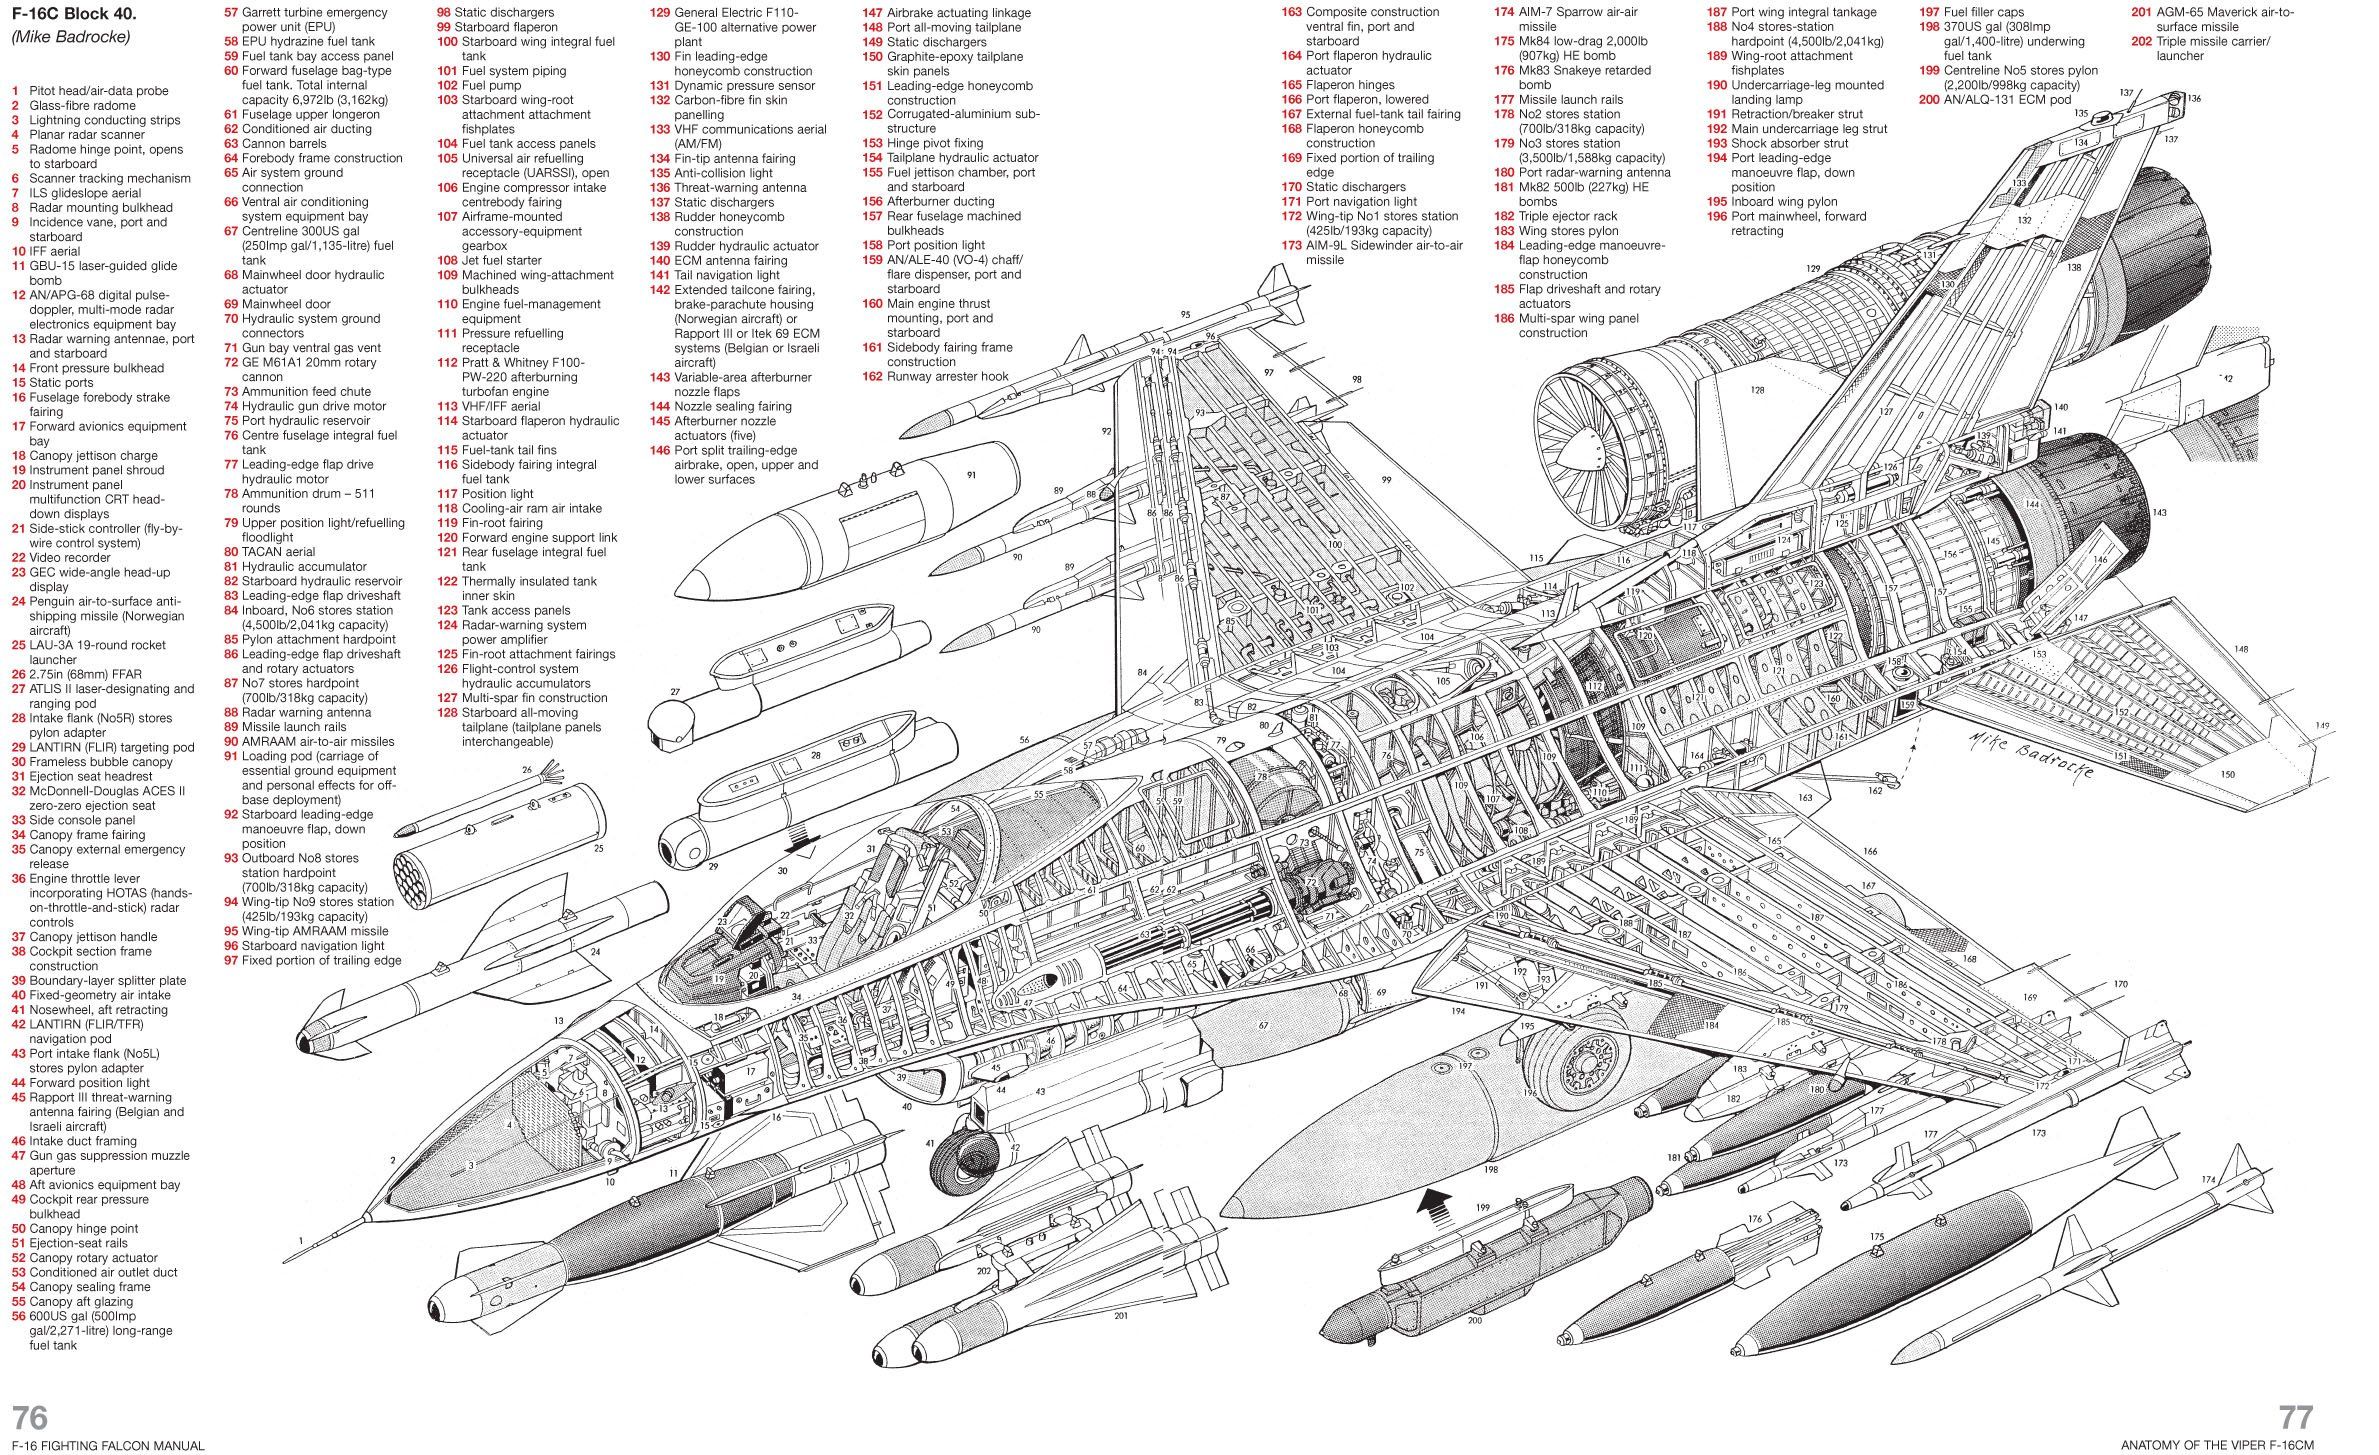 F-16C Block 40.
(Mike Badrocke)
1 Pitot head/air-data probe
2 Glass-fibre radome
3 Lightning conducting strips
4 Planar radar scanner
5 Radome hinge point, opens
to starboard
6 Scanner tracking mechanism
7 ILS glideslope aerial
8 Radar mounting bulkhead
9 Incidence vane, port and
starboard
10 IFF aerial
11 GBU-15 laser-guided glide
bomb
12 AN/APG-68 digital pulse-
doppler, multi-mode radar
electronics equipment bay
13 Radar warning antennae, port
and starboard
14 Front pressure bulkhead
15 Static ports
16 Fuselage forebody strake
fairing
17 Forward avionics equipment
bay
18 Canopy jettison charge
19 Instrument panel shroud
20 Instrument panel
multifunction CRT head-
down displays
21 Side-stick controller (fly-by-
wire control system)
22 Video recorder
23 GEC wide-angle head-up
display
24 Penguin air-to-surface anti-
shipping missile (Norwegian
aircraft)
25 LAU-3A 19-round rocket
launcher
26 2.75in (68mm) FFAR
27 ATLIS II laser-designating and
ranging pod
28 Intake flank (No5R) stores
pylon adapter
29 LANTIRN (FLIR) targeting pod
30 Frameless bubble canopy
31 Ejection seat headrest
32 McDonnell-Douglas ACES II
zero-zero ejection seat
33 Side console panel
34 Canopy frame fairing
35 Canopy external emergency
release
36 Engine throttle lever
incorporating HOTAS (hands-
on-throttle-and-stick) radar
controls
37 Canopy jettison handle
38 Cockpit section frame
construction
39 Boundary-layer splitter plate
40 Fixed-geometry air intake
41 Nosewheel, aft retracting
42 LANTIRN (FLIR/TFR)
navigation pod
43 Port intake flank (No5L)
stores pylon adapter
44 Forward position light
45 Rapport III threat-warning
antenna fairing (Belgian and
Israeli aircraft)
46 Intake duct framing
47 Gun gas suppression muzzle
aperture
48 Aft avionics equipment bay
49 Cockpit rear pressure
bulkhead
50 Canopy hinge point
51 Ejection-seat rails
52 Canopy rotary actuator
53 Conditioned air outlet duct
54 Canopy sealing frame
55 Canopy aft glazing
56 600US gal (500Imp
gal/2,271-litre) long-range
fuel tank
57 Garrett turbine emergency
power unit (EPU)
58 EPU hydrazine fuel tank
59 Fuel tank bay access panel
60 Forward fuselage bag-type
fuel tank. Total internal
capacity 6,972lb (3,162kg)
61 Fuselage upper longeron
62 Conditioned air ducting
63 Cannon barrels
64 Forebody frame construction
65 Air system ground
connection
66 Ventral air conditioning
system equipment bay
67 Centreline 300US gal
(250Imp gal/1,135-litre) fuel
tank
68 Mainwheel door hydraulic
actuator
69 Mainwheel door
70 Hydraulic system ground
connectors
71 Gun bay ventral gas vent
72 GE M61A1 20mm rotary
cannon
73 Ammunition feed chute
74 Hydraulic gun drive motor
75 Port hydraulic reservoir
76 Centre fuselage integral fuel
tank
77 Leading-edge flap drive
hydraulic motor
78 Ammunition drum – 511
rounds
79 Upper position light/refuelling
floodlight
80 TACAN aerial
81 Hydraulic accumulator
82 Starboard hydraulic reservoir
83 Leading-edge flap driveshaft
84 Inboard, No6 stores station
(4,500lb/2,041kg capacity)
85 Pylon attachment hardpoint
86 Leading-edge flap driveshaft
and rotary actuators
87 No7 stores hardpoint
(700lb/318kg capacity)
88 Radar warning antenna
89 Missile launch rails
90 AMRAAM air-to-air missiles
91 Loading pod (carriage of
essential ground equipment
and personal effects for off-
base deployment)
92 Starboard leading-edge
manoeuvre flap, down
position
93 Outboard No8 stores
station hardpoint
(700lb/318kg capacity)
94 Wing-tip No9 stores station
(425lb/193kg capacity)
95 Wing-tip AMRAAM missile
96 Starboard navigation light
97 Fixed portion of trailing edge
98 Static dischargers
99 Starboard flaperon
100 Starboard wing integral fuel
tank
101 Fuel system piping
102 Fuel pump
103 Starboard wing-root
attachment attachment
fishplates
104 Fuel tank access panels
105 Universal air refuelling
receptacle (UARSSI), open
106 Engine compressor intake
centrebody fairing
107 Airframe-mounted
accessory-equipment
gearbox
108 Jet fuel starter
109 Machined wing-attachment
bulkheads
110 Engine fuel-management
equipment
111 Pressure refuelling
receptacle
112 Pratt & Whitney F100-
PW-220 afterburning
turbofan engine
113 VHF/IFF aerial
114 Starboard flaperon hydraulic
actuator
115 Fuel-tank tail fins
116 Sidebody fairing integral
fuel tank
117 Position light
118 Cooling-air ram air intake
119 Fin-root fairing
120 Forward engine support link
121 Rear fuselage integral fuel
tank
122 Thermally insulated tank
inner skin
123 Tank access panels
124 Radar-warning system
power amplifier
125 Fin-root attachment fairings
126 Flight-control system
hydraulic accumulators
127 Multi-spar fin construction
128 Starboard all-moving
tailplane (tailplane panels
interchangeable)
129 General Electric F110-
GE-100 alternative power
plant
130 Fin leading-edge
honeycomb construction
131 Dynamic pressure sensor
132 Carbon-fibre fin skin
panelling
133 VHF communications aerial
(AM/FM)
134 Fin-tip antenna fairing
135 Anti-collision light
136 Threat-warning antenna
137 Static dischargers
138 Rudder honeycomb
construction
139 Rudder hydraulic actuator
140 ECM antenna fairing
141 Tail navigation light
142 Extended tailcone fairing,
brake-parachute housing
(Norwegian aircraft) or
Rapport III or Itek 69 ECM
systems (Belgian or Israeli
aircraft)
143 Variable-area afterburner
nozzle flaps
144 Nozzle sealing fairing
145 Afterburner nozzle
actuators (five)
146 Port split trailing-edge
airbrake, open, upper and
lower surfaces
147 Airbrake actuating linkage
148 Port all-moving tailplane
149 Static dischargers
150 Graphite-epoxy tailplane
skin panels
151 Leading-edge honeycomb
construction
152 Corrugated-aluminium sub-
structure
153 Hinge pivot fixing
154 Tailplane hydraulic actuator
155 Fuel jettison chamber, port
and starboard
156 Afterburner ducting
157 Rear fuselage machined
bulkheads
158 Port position light
159 AN/ALE-40 (VO-4) chaff/
flare dispenser, port and
starboard
160 Main engine thrust
mounting, port and
starboard
161 Sidebody fairing frame
construction
162 Runway arrester hook
163 Composite construction
ventral fin, port and
starboard
164 Port flaperon hydraulic
actuator
165 Flaperon hinges
166 Port flaperon, lowered
167 External fuel-tank tail fairing
168 Flaperon honeycomb
construction
169 Fixed portion of trailing
edge
170 Static dischargers
171 Port navigation light
172 Wing-tip No1 stores station
(425lb/193kg capacity)
173 AIM-9L Sidewinder air-to-air
missile
174 AIM-7 Sparrow air-air
missile
175 Mk84 low-drag 2,000lb
(907kg) HE bomb
176 Mk83 Snakeye retarded
bomb
177 Missile launch rails
178 No2 stores station
(700lb/318kg capacity)
179 No3 stores station
(3,500lb/1,588kg capacity)
180 Port radar-warning antenna
181 Mk82 500lb (227kg) HE
bombs
182 Triple ejector rack
183 Wing stores pylon
184 Leading-edge manoeuvre-
flap honeycomb
construction
185 Flap driveshaft and rotary
actuators
186 Multi-spar wing panel
construction
187 Port wing integral tankage
188 No4 stores-station
hardpoint (4,500lb/2,041kg)
189 Wing-root attachment
fishplates
190 Undercarriage-leg mounted
landing lamp
191 Retraction/breaker strut
192 Main undercarriage leg strut
193 Shock absorber strut
194 Port leading-edge
manoeuvre flap, down
position
195 Inboard wing pylon
196 Port mainwheel, forward
retracting
197 Fuel filler caps
198 370US gal (308Imp
gal/1,400-litre) underwing
fuel tank
199 Centreline No5 stores pylon
(2,200lb/998kg capacity)
200 AN/ALQ-131 ECM pod
201 AGM-65 Maverick air-to-
surface missile
202 Triple missile carrier/
launcher
Mike Badrocke
76
F-16 FIGHTING FALCON MANUAL
77
ANATOMY OF THE VIPER F-16CM